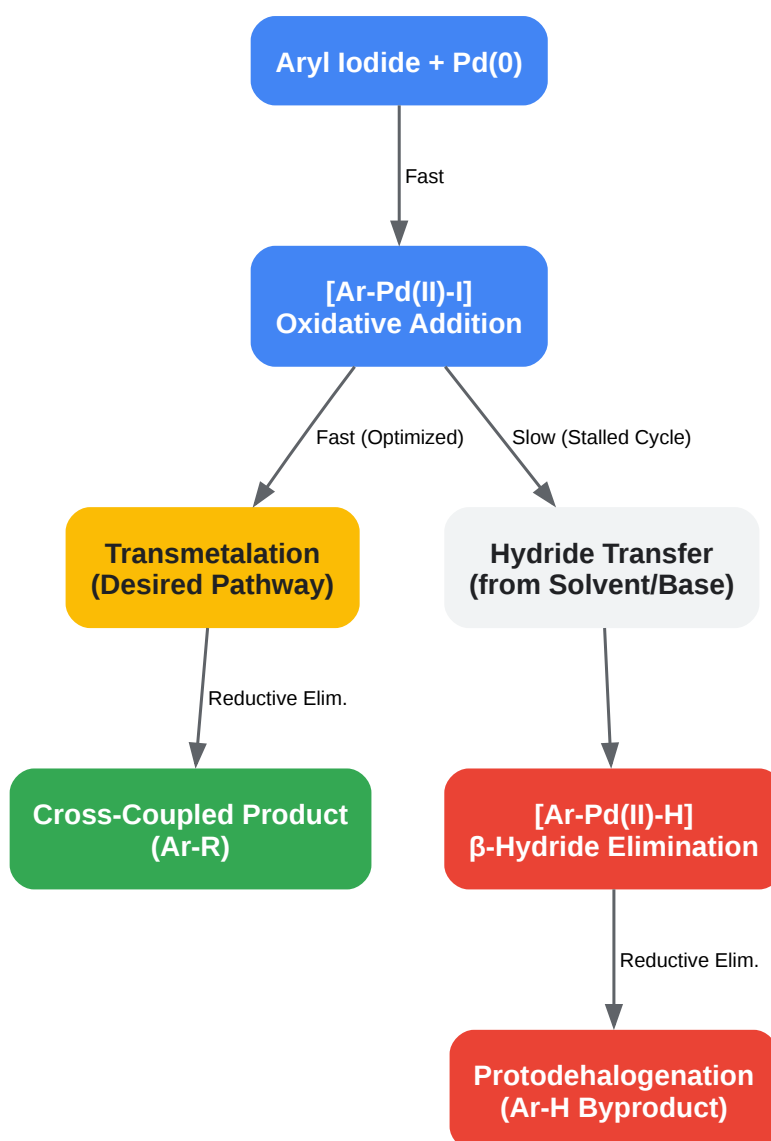 Aryl Iodide + Pd(0)
Fast
[Ar-Pd(II)-I]
Oxidative Addition
Fast (Optimized)
Slow (Stalled Cycle)
Transmetalation
(Desired Pathway)
Hydride Transfer
(from Solvent/Base)
Reductive Elim.
Cross-Coupled Product
(Ar-R)
[Ar-Pd(II)-H]
β-Hydride Elimination
Reductive Elim.
Protodehalogenation
(Ar-H Byproduct)